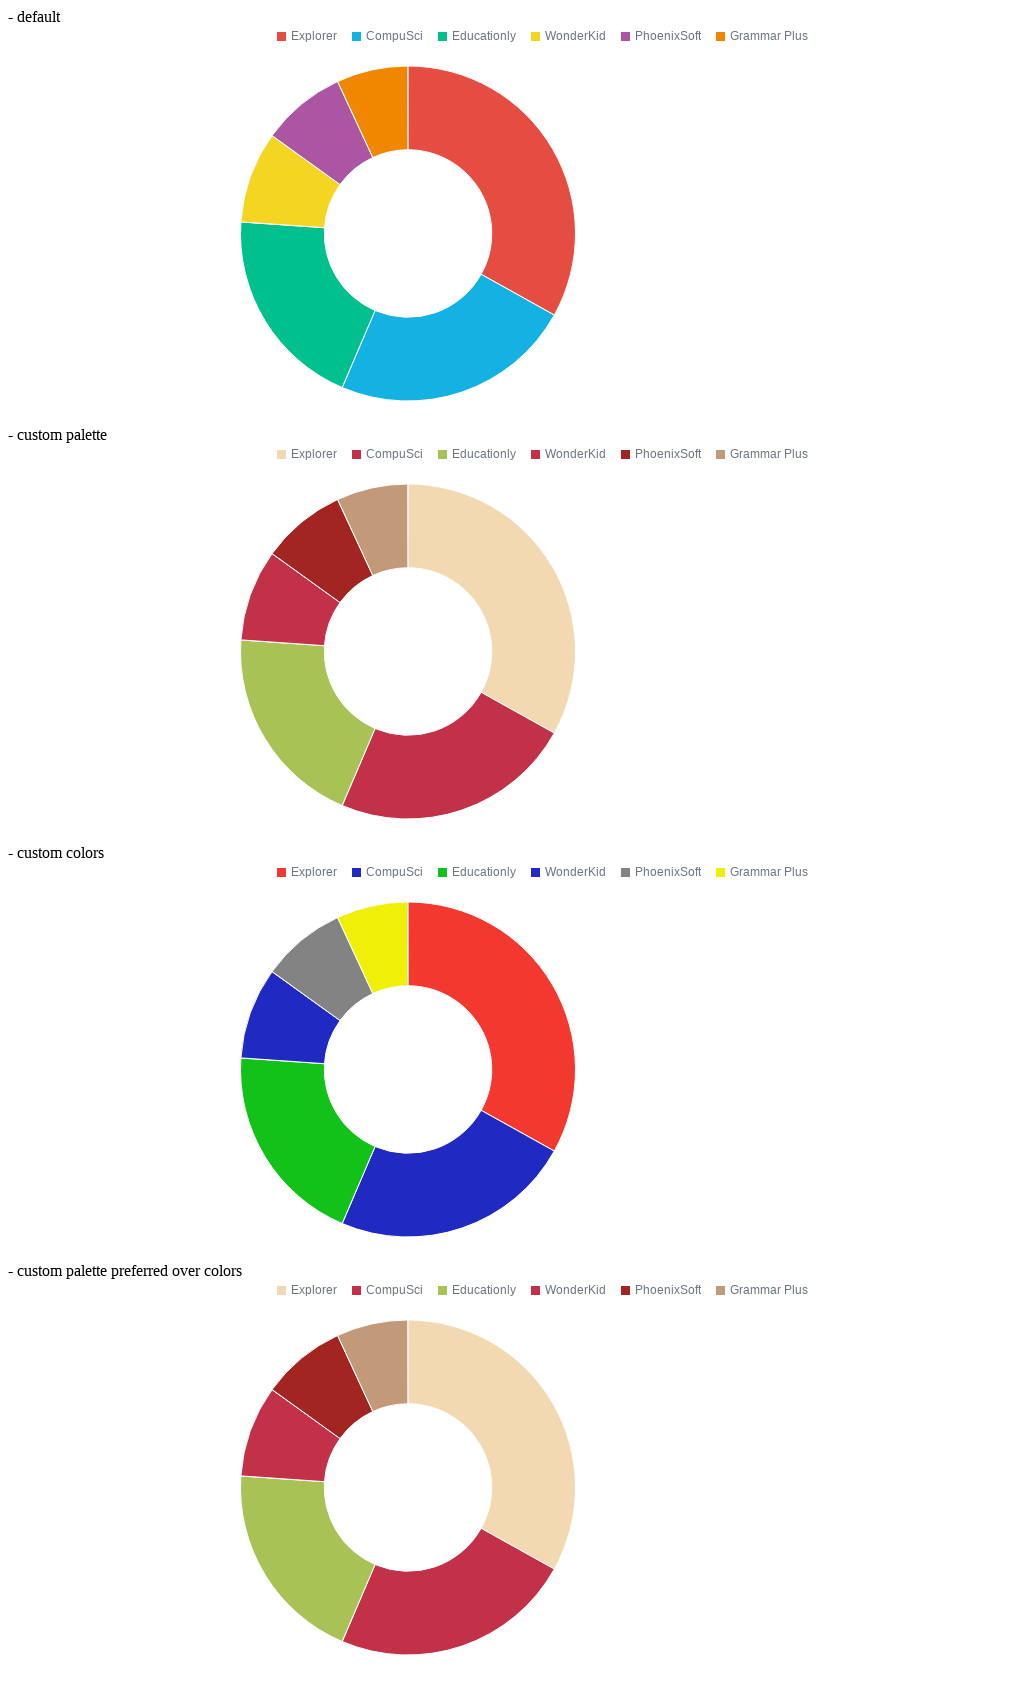 - default
Explorer CompuSci Educationly WonderKid PhoenixSoft Grammar Plus
- custom palette
Explorer CompuSci Educationly WonderKid PhoenixSoft Grammar Plus
- custom colors
Explorer CompuSci Educationly WonderKid PhoenixSoft Grammar Plus
- custom palette preferred over colors
Explorer CompuSci Educationly WonderKid PhoenixSoft Grammar Plus